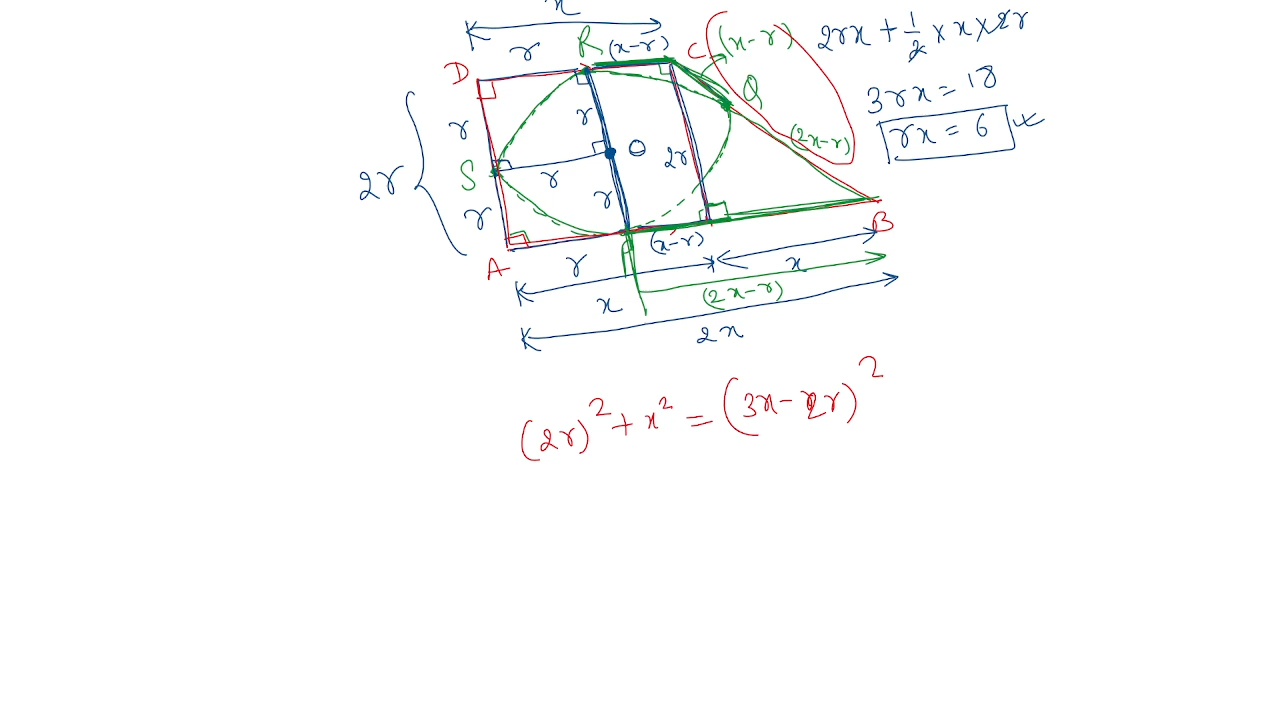 x
r
R
(x-r)
C
(x-r)
2rx + 1/2 × x × 2r
D
Q
3rx = 18
r
r
(2x-r)
rx = 6
O
2r
2r
S
r
r
r
B
A
r
(x-r)
x
x
(2x-r)
2x
(2r)² + x² = (3x - 2r)²